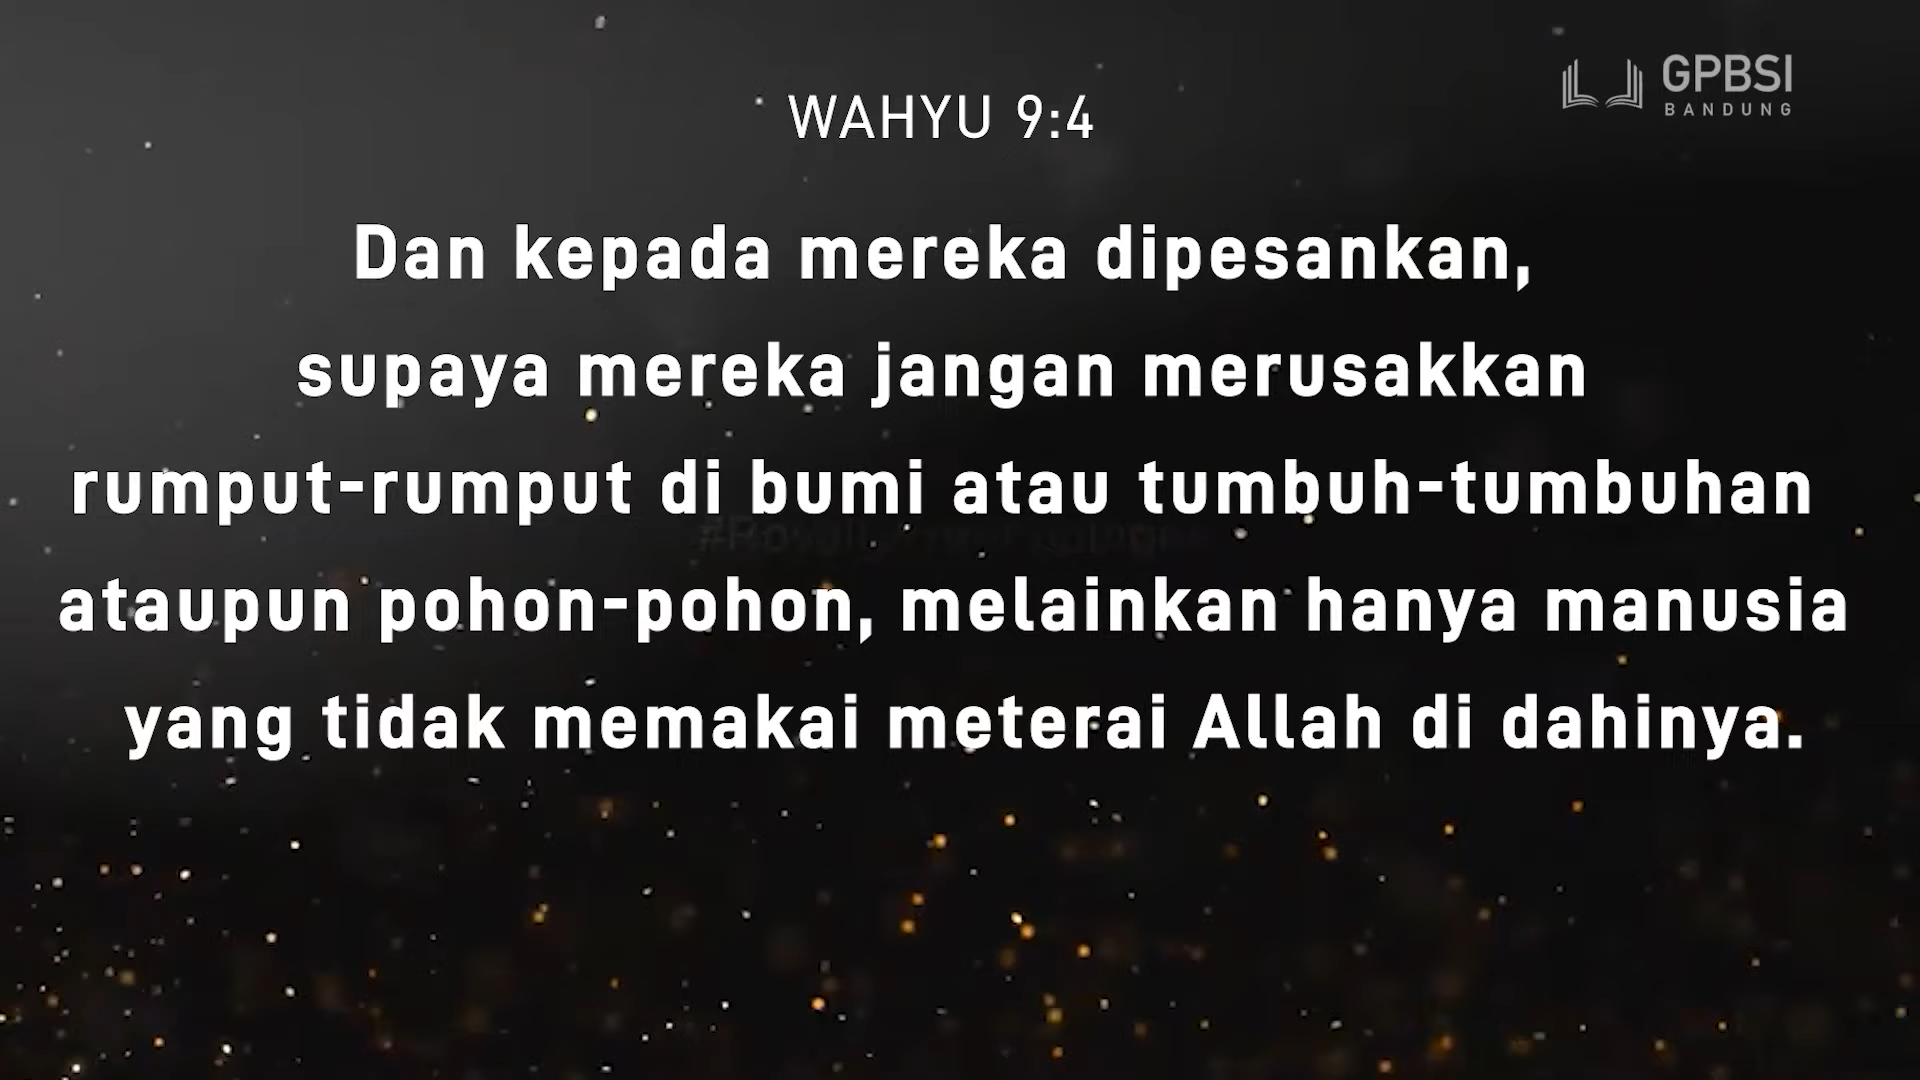 GPBSI
BANDUNG
WAHYU 9:4
Dan kepada mereka dipesankan,
supaya mereka jangan merusakkan
rumput-rumput di bumi atau tumbuh-tumbuhan
ataupun pohon-pohon, melainkan hanya manusia
yang tidak memakai meterai Allah di dahinya.